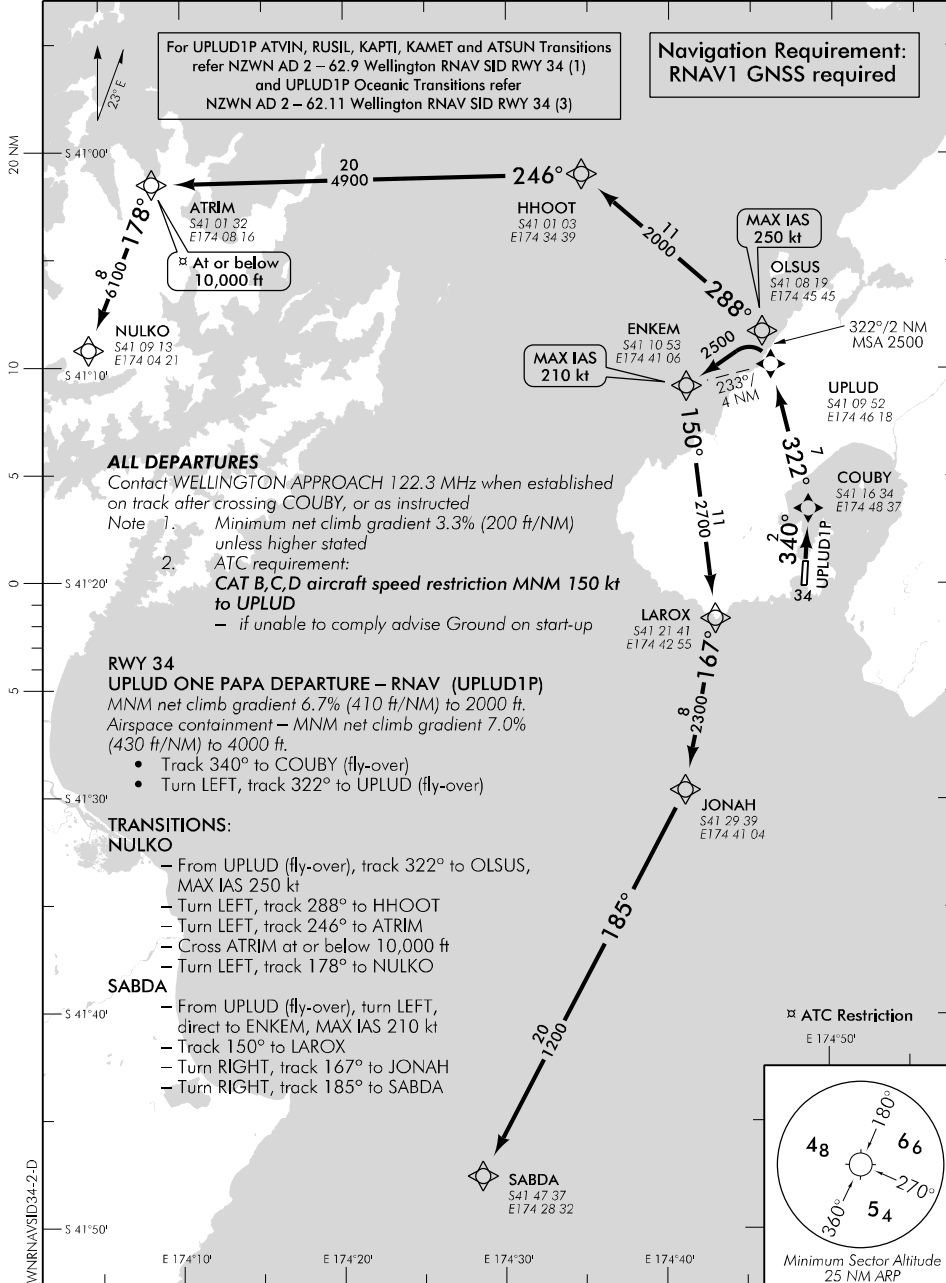 For UPLUD1P ATVIN, RUSIL, KAPTI, KAMET and ATSUN Transitions
refer NZWN AD 2 – 62.9 Wellington RNAV SID RWY 34 (1)
and UPLUD1P Oceanic Transitions refer
NZWN AD 2 – 62.11 Wellington RNAV SID RWY 34 (3)
Navigation Requirement:
RNAV1 GNSS required
23° E
20 NM
S 41°00'
20
4900
246°
ATRIM
S41 01 32
E174 08 16
HHOOT
S41 01 03
E174 34 39
¤ At or below
10,000 ft
178°
8
6100
NULKO
S41 09 13
E174 04 21
11
2000
288°
MAX IAS
250 kt
OLSUS
S41 08 19
E174 45 45
322°/2 NM
MSA 2500
ENKEM
S41 10 53
E174 41 06
2500
MAX IAS
210 kt
233°/
4 NM
UPLUD
S41 09 52
E174 46 18
10
S 41°10'
150°
11
2700
7
322°
COUBY
S41 16 34
E174 48 37
2
340°
UPLUD1P
34
5
ALL DEPARTURES
Contact WELLINGTON APPROACH 122.3 MHz when established
on track after crossing COUBY, or as instructed
Note 1. Minimum net climb gradient 3.3% (200 ft/NM)
unless higher stated
2. ATC requirement:
CAT B,C,D aircraft speed restriction MNM 150 kt
to UPLUD
– if unable to comply advise Ground on start-up
0
S 41°20'
LAROX
S41 21 41
E174 42 55
167°
8
2300
5
RWY 34
UPLUD ONE PAPA DEPARTURE – RNAV (UPLUD1P)
MNM net climb gradient 6.7% (410 ft/NM) to 2000 ft.
Airspace containment – MNM net climb gradient 7.0%
(430 ft/NM) to 4000 ft.
• Track 340° to COUBY (fly-over)
• Turn LEFT, track 322° to UPLUD (fly-over)
S 41°30'
JONAH
S41 29 39
E174 41 04
TRANSITIONS:
NULKO
– From UPLUD (fly-over), track 322° to OLSUS,
MAX IAS 250 kt
– Turn LEFT, track 288° to HHOOT
– Turn LEFT, track 246° to ATRIM
– Cross ATRIM at or below 10,000 ft
– Turn LEFT, track 178° to NULKO
SABDA
– From UPLUD (fly-over), turn LEFT,
direct to ENKEM, MAX IAS 210 kt
– Track 150° to LAROX
– Turn RIGHT, track 167° to JONAH
– Turn RIGHT, track 185° to SABDA
S 41°40'
185°
20
1200
¤ ATC Restriction
E 174°50'
SABDA
S41 47 37
E174 28 32
S 41°50'
E 174°10'
E 174°20'
E 174°30'
E 174°40'
180°
48
66
270°
54
360°
Minimum Sector Altitude
25 NM ARP
WNRNAVSID34-2-D